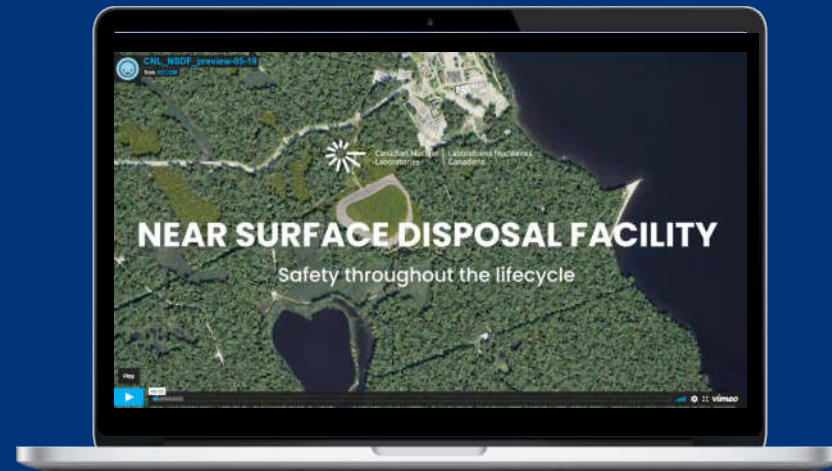 CNL_NSDF_preview-05-19
from AECOM
Canadian Nuclear Laboratories
Laboratoires Nucléaires Canadiens
NEAR SURFACE DISPOSAL FACILITY
Safety throughout the lifecycle
Play
vimeo